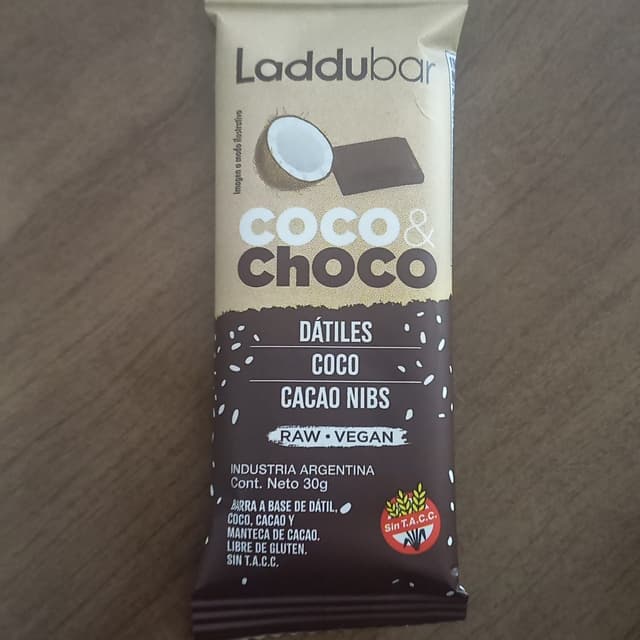 Laddubar
Imagen a modo ilustrativo
coco &
choco
DÁTILES
COCO
CACAO NIBS
RAW • VEGAN
INDUSTRIA ARGENTINA
Cont. Neto 30g
BARRA A BASE DE DÁTIL,
COCO, CACAO Y
MANTECA DE CACAO.
LIBRE DE GLUTEN.
SIN T.A.C.C.
Sin T.A.C.C.